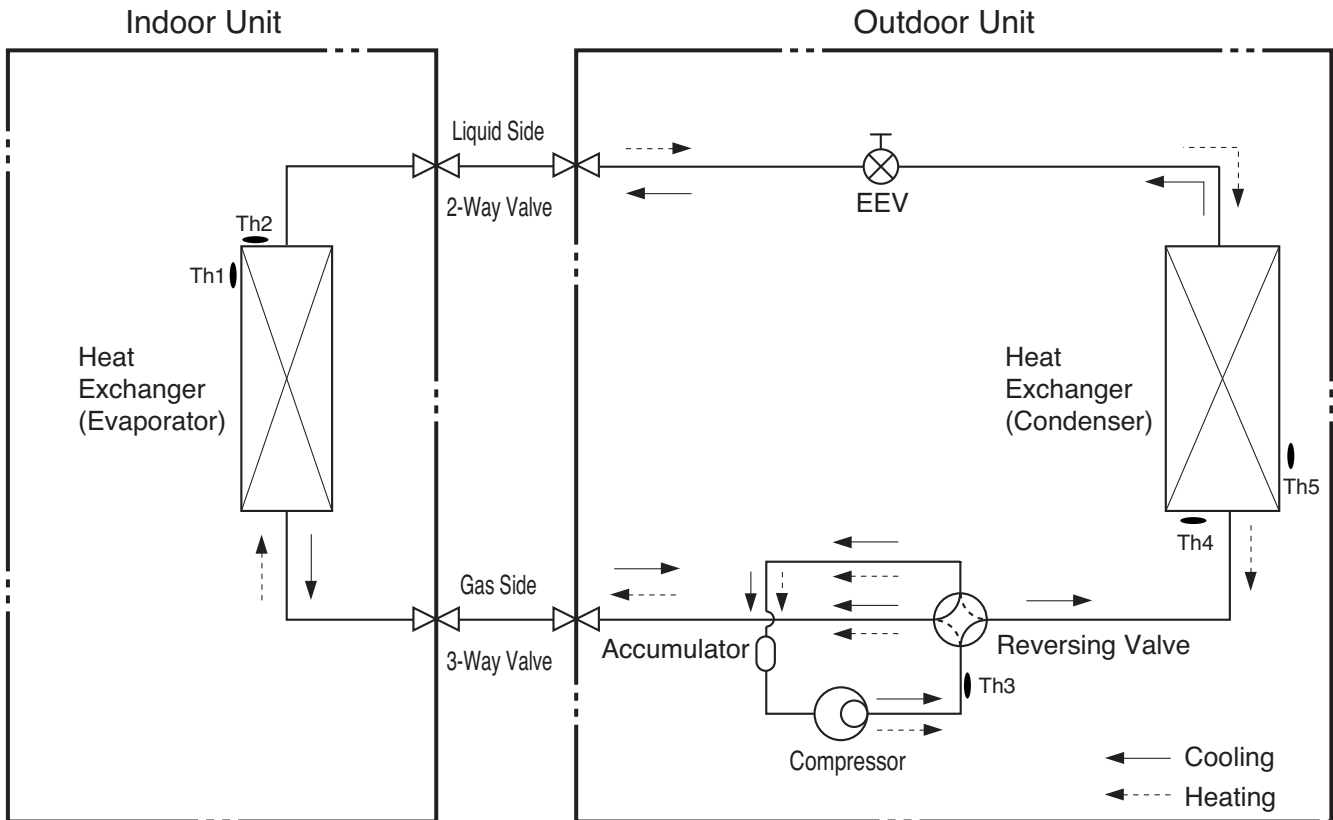 Indoor Unit
Outdoor Unit
Liquid Side
2-Way Valve
EEV
Th2
Th1
Heat
Exchanger
(Evaporator)
Heat
Exchanger
(Condenser)
Th5
Th4
Gas Side
3-Way Valve
Accumulator
Reversing Valve
Th3
Compressor
Cooling
Heating